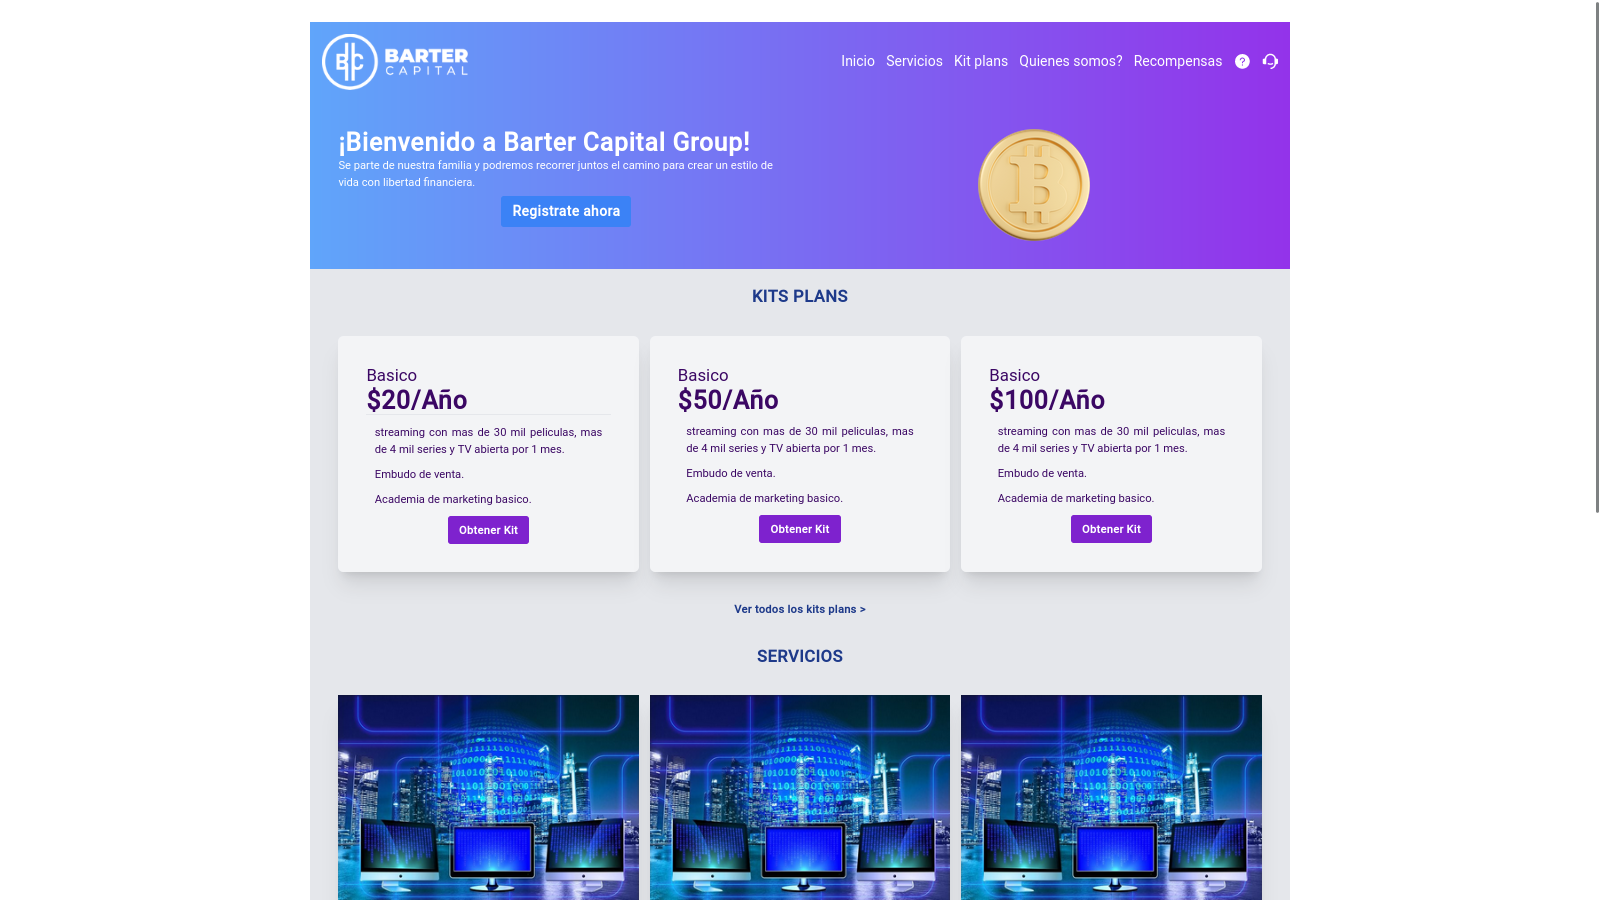 BARTER
CAPITAL
Inicio Servicios Kit plans Quienes somos? Recompensas
¡Bienvenido a Barter Capital Group!
Se parte de nuestra familia y podremos recorrer juntos el camino para crear un estilo de
vida con libertad financiera.
Registrate ahora
KITS PLANS
Basico
$20/Año
streaming con mas de 30 mil peliculas, mas
de 4 mil series y TV abierta por 1 mes.
Embudo de venta.
Academia de marketing basico.
Obtener Kit
Basico
$50/Año
streaming con mas de 30 mil peliculas, mas
de 4 mil series y TV abierta por 1 mes.
Embudo de venta.
Academia de marketing basico.
Obtener Kit
Basico
$100/Año
streaming con mas de 30 mil peliculas, mas
de 4 mil series y TV abierta por 1 mes.
Embudo de venta.
Academia de marketing basico.
Obtener Kit
Ver todos los kits plans >
SERVICIOS